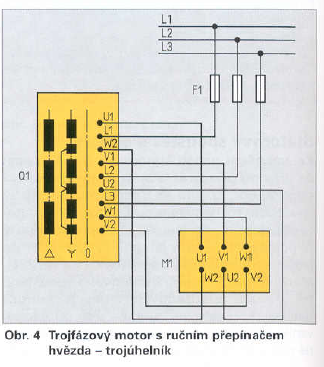 L1
L2
L3
F1
Q1
U1
L1
W2
V1
L2
U2
L3
W1
V2
△ Y 0
M1
U1 V1 W1
W2 U2 V2
Obr. 4 Trojfázový motor s ručním přepínačem
hvězda – trojúhelník